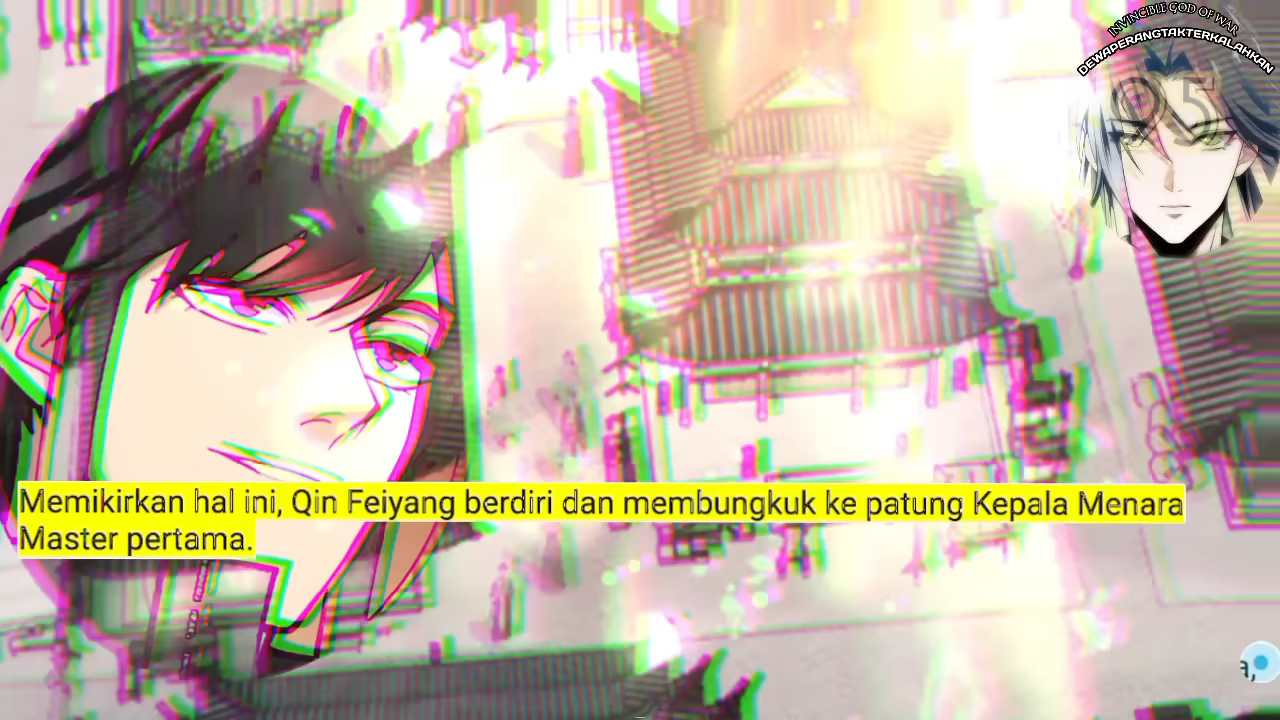 INVINCIBLE GOD OF WAR
DEWAPERANGTAKTERKALAHKAN
95
Memikirkan hal ini, Qin Feiyang berdiri dan membungkuk ke patung Kepala Menara
Master pertama.
a,